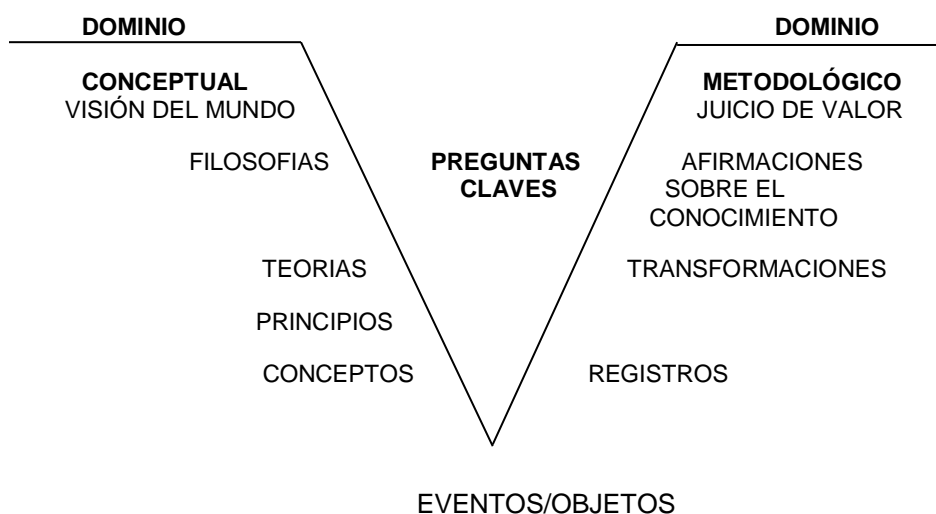 DOMINIO
CONCEPTUAL
VISIÓN DEL MUNDO
FILOSOFIAS
TEORIAS
PRINCIPIOS
CONCEPTOS
PREGUNTAS
CLAVES
DOMINIO
METODOLÓGICO
JUICIO DE VALOR
AFIRMACIONES
SOBRE EL
CONOCIMIENTO
TRANSFORMACIONES
REGISTROS
EVENTOS/OBJETOS